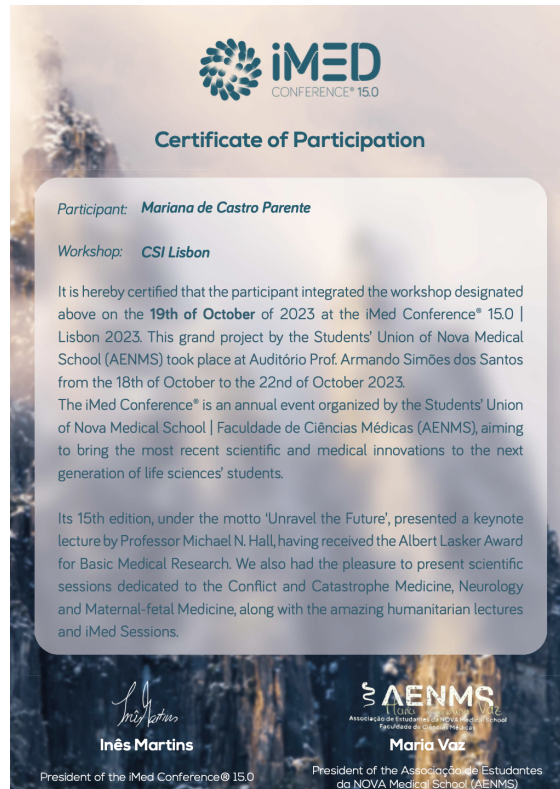 iMED
CONFERENCE® 15.0
Certificate of Participation
Participant: Mariana de Castro Parente
Workshop: CSI Lisbon
It is hereby certified that the participant integrated the workshop designated
above on the 19th of October of 2023 at the iMed Conference® 15.0 |
Lisbon 2023. This grand project by the Students' Union of Nova Medical
School (AENMS) took place at Auditório Prof. Armando Simões dos Santos
from the 18th of October to the 22nd of October 2023.
The iMed Conference® is an annual event organized by the Students' Union
of Nova Medical School | Faculdade de Ciências Médicas (AENMS), aiming
to bring the most recent scientific and medical innovations to the next
generation of life sciences' students.
Its 15th edition, under the motto 'Unravel the Future', presented a keynote
lecture by Professor Michael N. Hall, having received the Albert Lasker Award
for Basic Medical Research. We also had the pleasure to present scientific
sessions dedicated to the Conflict and Catastrophe Medicine, Neurology
and Maternal-fetal Medicine, along with the amazing humanitarian lectures
and iMed Sessions.
Inês Martins
Inês Martins
President of the iMed Conference® 15.0
AENMS
Associação de Estudantes da NOVA Medical School
Faculdade de Ciências Médicas
Vaz
Maria Vaz
President of the Associação de Estudantes
da NOVA Medical School (AENMS)